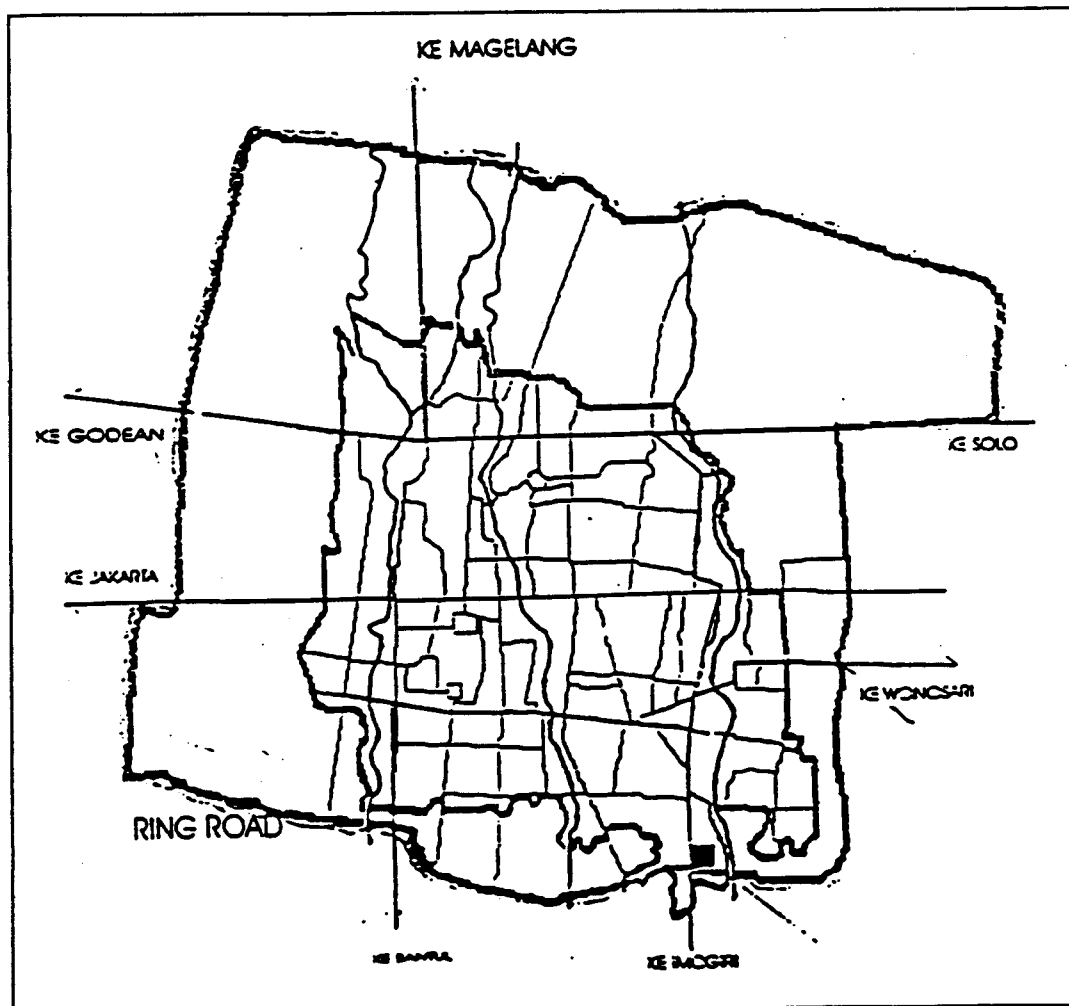 KE MAGELANG
KE GODEAN
KE SOLO
KE JAKARTA
KE WONOSARI
RING ROAD
KE BANTUL
KE IMOGIRI